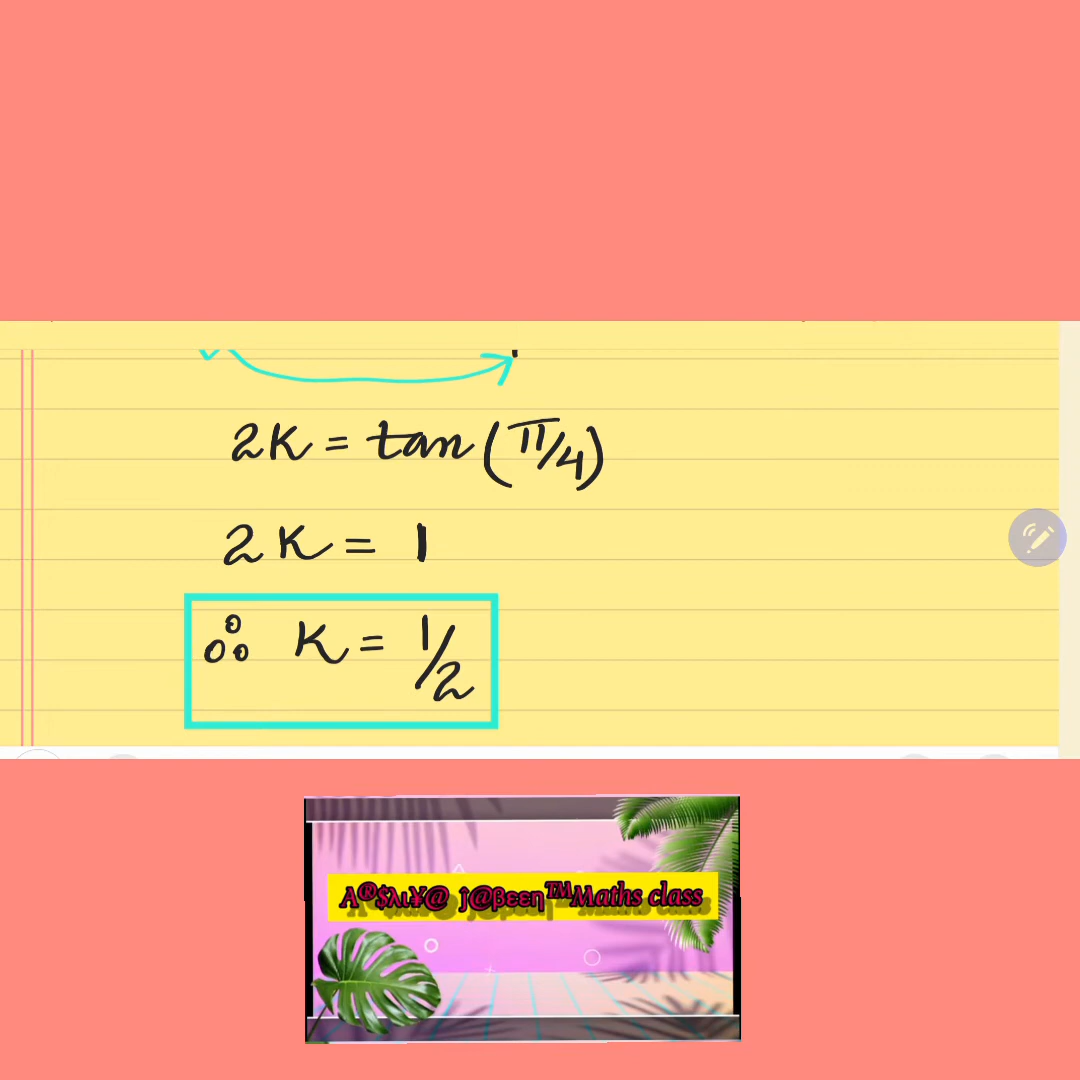 2K = tan (π/4)
2K = 1
∴ K = 1/2
A®$λι¥@ ĵ@βεεη™Maths class